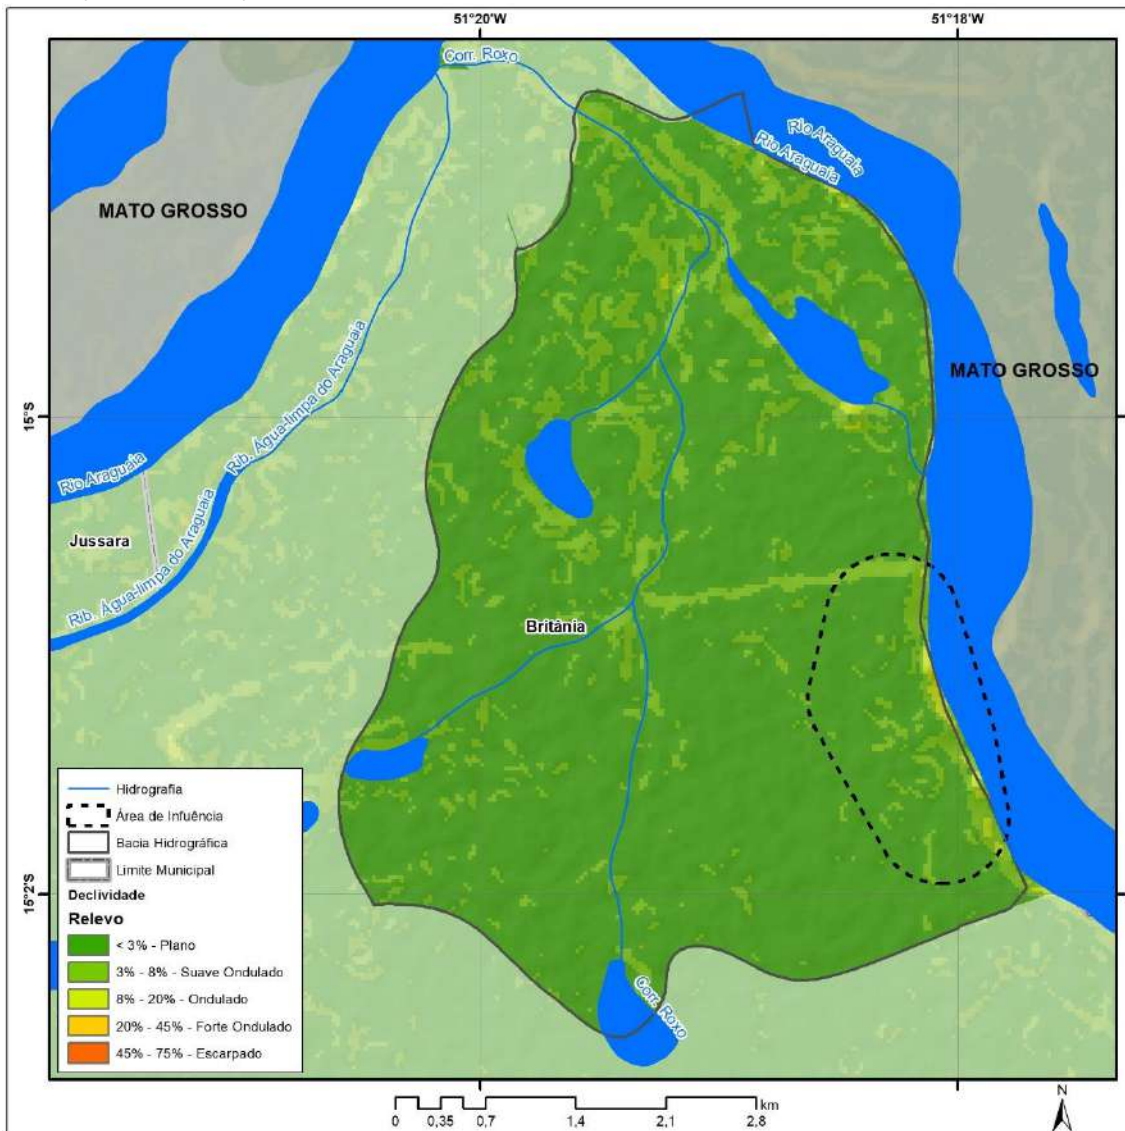 51°20'W
51°18'W
Corr. Roxo
Rio Araguaia
Rio Araguaia
MATO GROSSO
MATO GROSSO
15°S
Rib. Água-limpa do Araguaia
Rio Araguaia
Jussara
Rib. Água-limpa do Araguaia
Britânia
15°2'S
Corr. Roxo
Hidrografia
Área de Infuência
Bacia Hidrográfica
Limite Municipal
Declividade
Relevo
< 3% - Plano
3% - 8% - Suave Ondulado
8% - 20% - Ondulado
20% - 45% - Forte Ondulado
45% - 75% - Escarpado
0 0,35 0,7 1,4 2,1 2,8 km
N